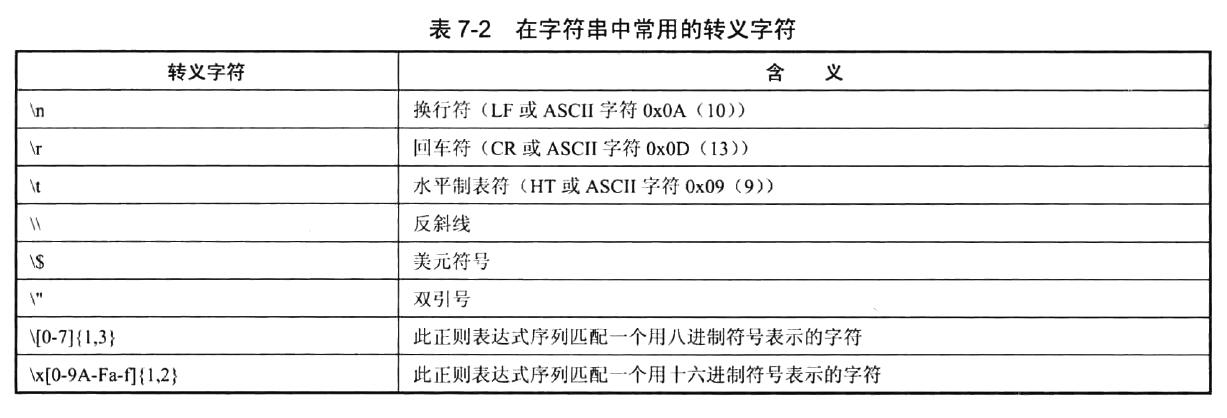 表 7-2 在字符串中常用的转义字符
转义字符 含 义
\n 换行符（LF 或 ASCII 字符 0x0A（10））
\r 回车符（CR 或 ASCII 字符 0x0D（13））
\t 水平制表符（HT 或 ASCII 字符 0x09（9））
\\ 反斜线
\$ 美元符号
\" 双引号
\[0-7]{1,3} 此正则表达式序列匹配一个用八进制符号表示的字符
\x[0-9A-Fa-f]{1,2} 此正则表达式序列匹配一个用十六进制符号表示的字符